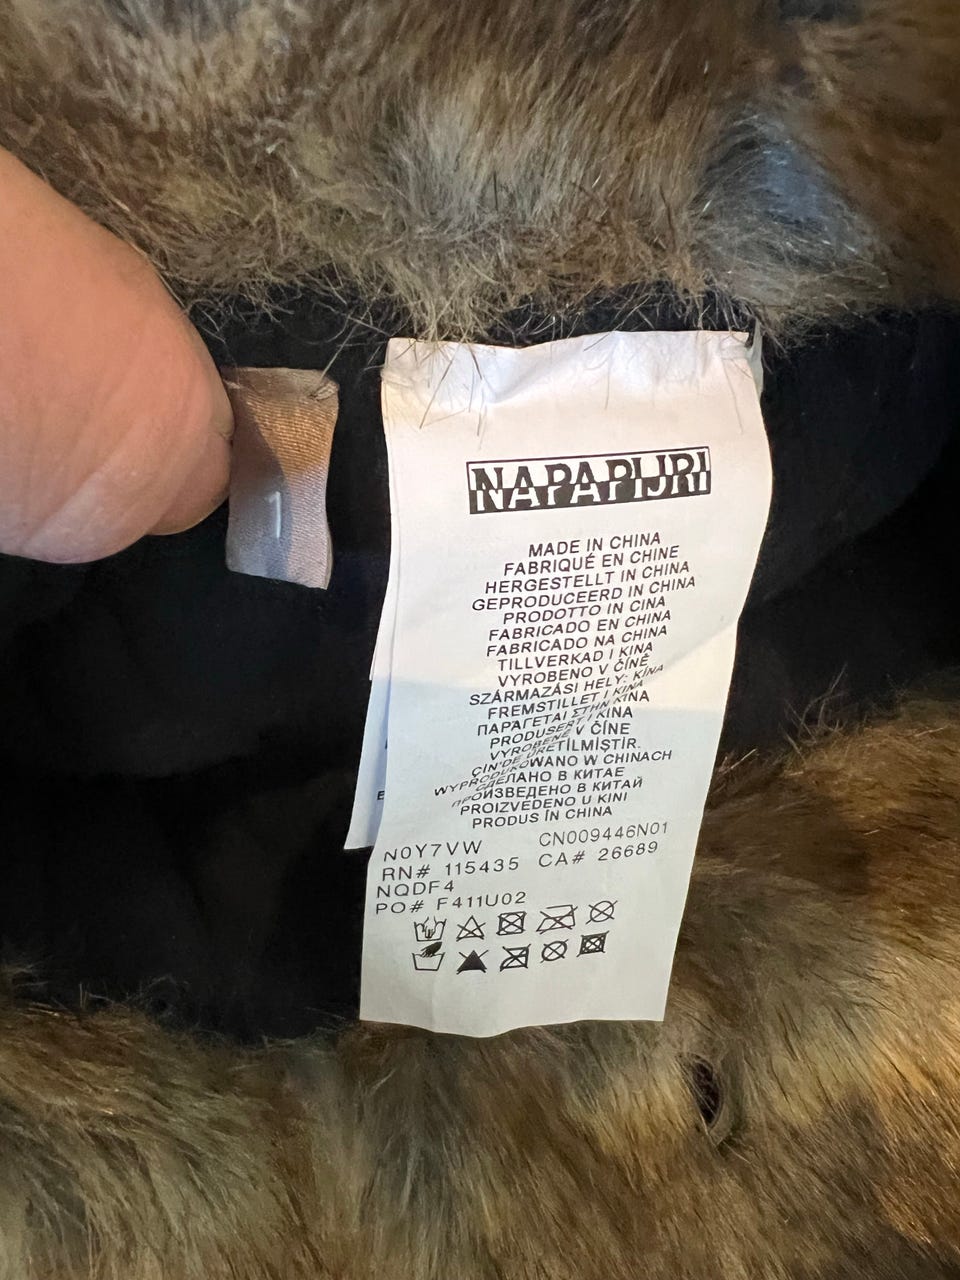 1
NAPAPIJRI
MADE IN CHINA
FABRIQUÉ EN CHINE
HERGESTELLT IN CHINA
GEPRODUCEERD IN CHINA
PRODOTTO IN CINA
FABRICADO EN CHINA
FABRICADO NA CHINA
TILLVERKAD I KINA
VYROBENO V ČÍNĚ
SZÁRMAZÁSI HELY: KÍNA
FREMSTILLET I KINA
ΠΑΡΑΓΕΤΑΙ ΣΤΗΝ ΚΙΝΑ
PRODUSERT I KINA
VYROBENÉ V ČÍNE
ÇİN'DE ÜRETİLMİŞTİR.
WYPRODUKOWANO W CHINACH
СДЕЛАНО В КИТАЕ
ПРОИЗВЕДЕНО В КИТАЙ
PROIZVEDENO U KINI
PRODUS ÎN CHINA
N0Y7VW CN009446N01
RN# 115435 CA# 26689
NQDF4
PO# F411U02